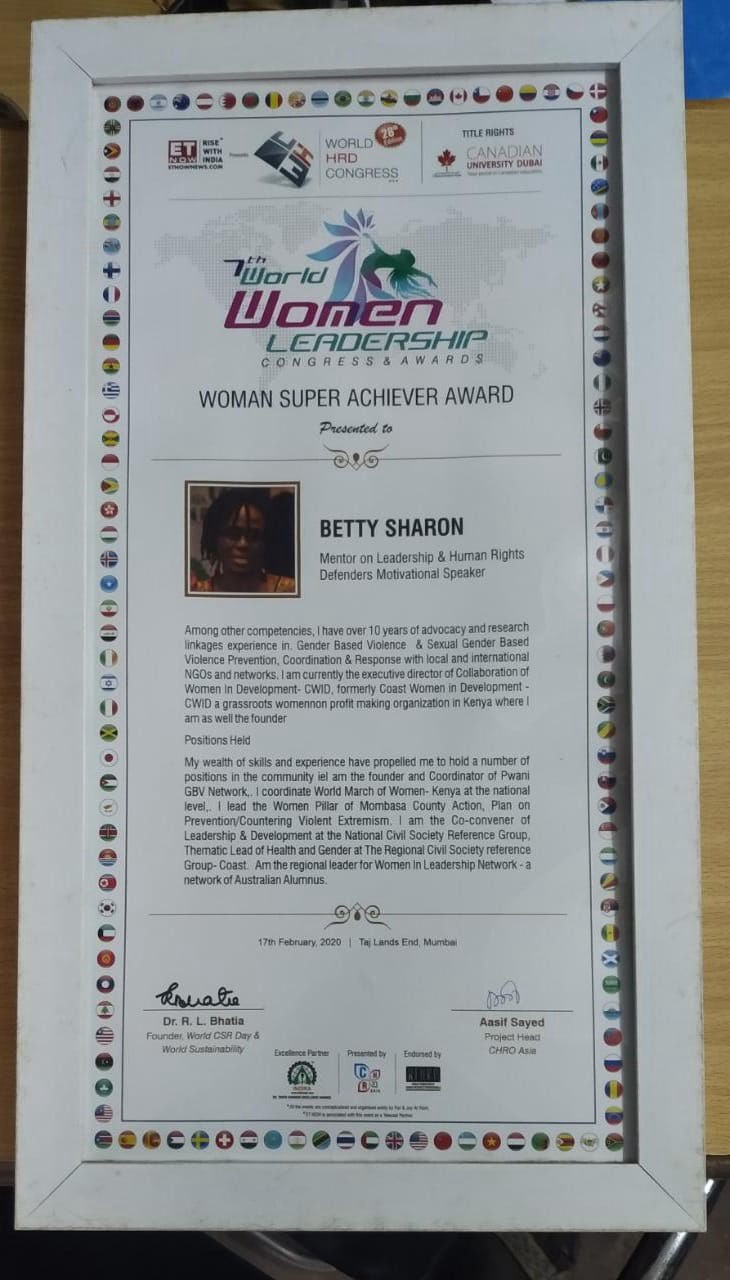 ET NOW RISE WITH INDIA
ETNOWNEWS.COM
Presents
28th Edition
WORLD HRD CONGRESS
TITLE RIGHTS
CANADIAN UNIVERSITY DUBAI
7th World
Women
LEADERSHIP
CONGRESS & AWARDS
WOMAN SUPER ACHIEVER AWARD
Presented to
BETTY SHARON
Mentor on Leadership & Human Rights
Defenders Motivational Speaker
Among other competencies, I have over 10 years of advocacy and research
linkages experience in. Gender Based Violence & Sexual Gender Based
Violence Prevention, Coordination & Response with local and international
NGOs and networks. I am currently the executive director of Collaboration of
Women In Development- CWID, formerly Coast Women in Development -
CWID a grassroots womennon profit making organization in Kenya where I
am as well the founder
Positions Held
My wealth of skills and experience have propelled me to hold a number of
positions in the community ieI am the founder and Coordinator of Pwani
GBV Network,. I coordinate World March of Women- Kenya at the national
level,. I lead the Women Pillar of Mombasa County Action, Plan on
Prevention/Countering Violent Extremism. I am the Co-convener of
Leadership & Development at the National Civil Society Reference Group,
Thematic Lead of Health and Gender at The Regional Civil Society reference
Group- Coast. Am the regional leader for Women In Leadership Network - a
network of Australian Alumnus.
17th February, 2020 | Taj Lands End, Mumbai
Dr. R. L. Bhatia
Founder, World CSR Day &
World Sustainability
Aasif Sayed
Project Head
CHRO Asia
Excellence Partner
Presented by
Endorsed by